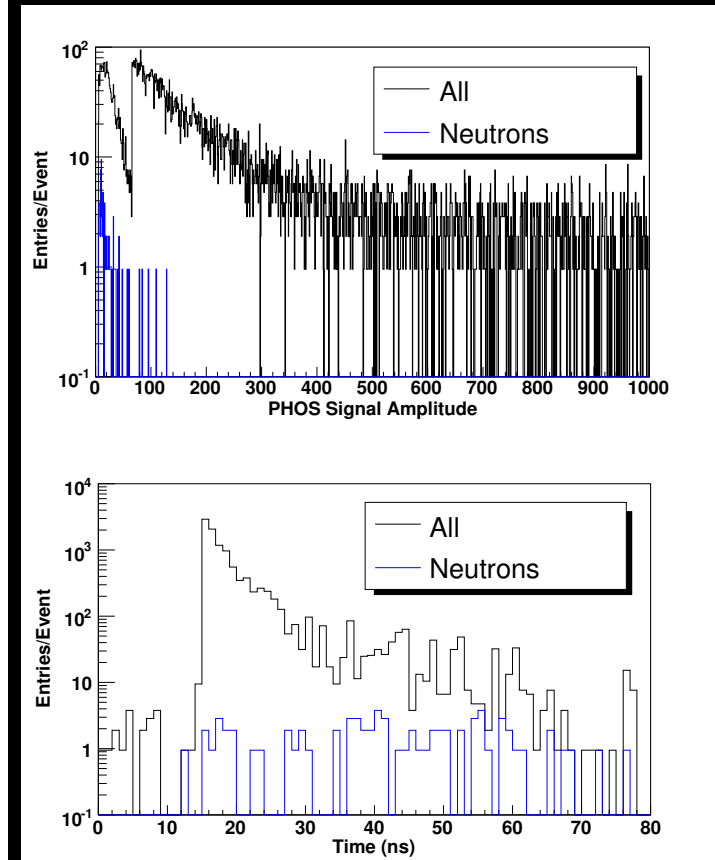 10²
10
1
10⁻¹
Entries/Event
All
Neutrons
0 100 200 300 400 500 600 700 800 900 1000
PHOS Signal Amplitude
10⁴
10³
10²
10
1
10⁻¹
Entries/Event
All
Neutrons
0 10 20 30 40 50 60 70 80
Time (ns)